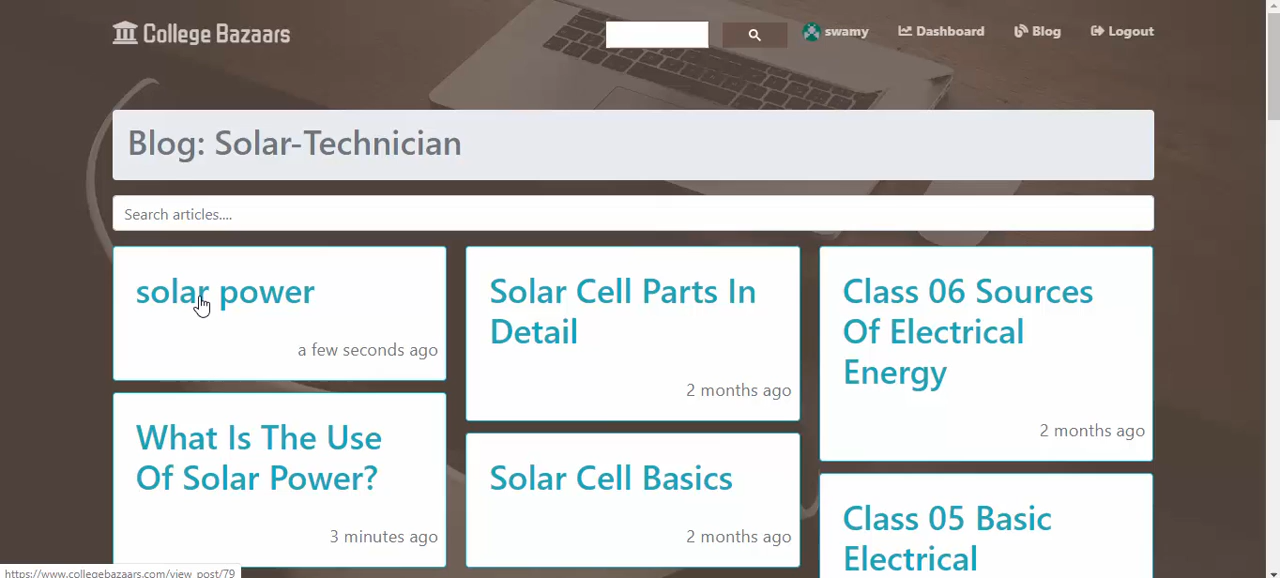 College Bazaars
swamy
Dashboard
Blog
Logout
Blog: Solar-Technician
Search articles....
solar power
a few seconds ago
What Is The Use
Of Solar Power?
3 minutes ago
Solar Cell Parts In
Detail
2 months ago
Solar Cell Basics
2 months ago
Class 06 Sources
Of Electrical
Energy
2 months ago
Class 05 Basic
Electrical
https://www.collegebazaars.com/view_post/79